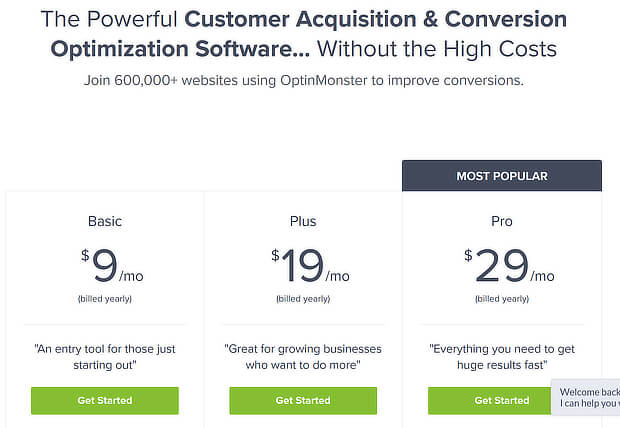 The Powerful Customer Acquisition & Conversion
Optimization Software... Without the High Costs
Join 600,000+ websites using OptinMonster to improve conversions.
MOST POPULAR
Basic
$9/mo
(billed yearly)
"An entry tool for those just
starting out"
Get Started
Plus
$19/mo
(billed yearly)
"Great for growing businesses
who want to do more"
Get Started
Pro
$29/mo
(billed yearly)
"Everything you need to get
huge results fast"
Get Started
Welcome back
I can help you